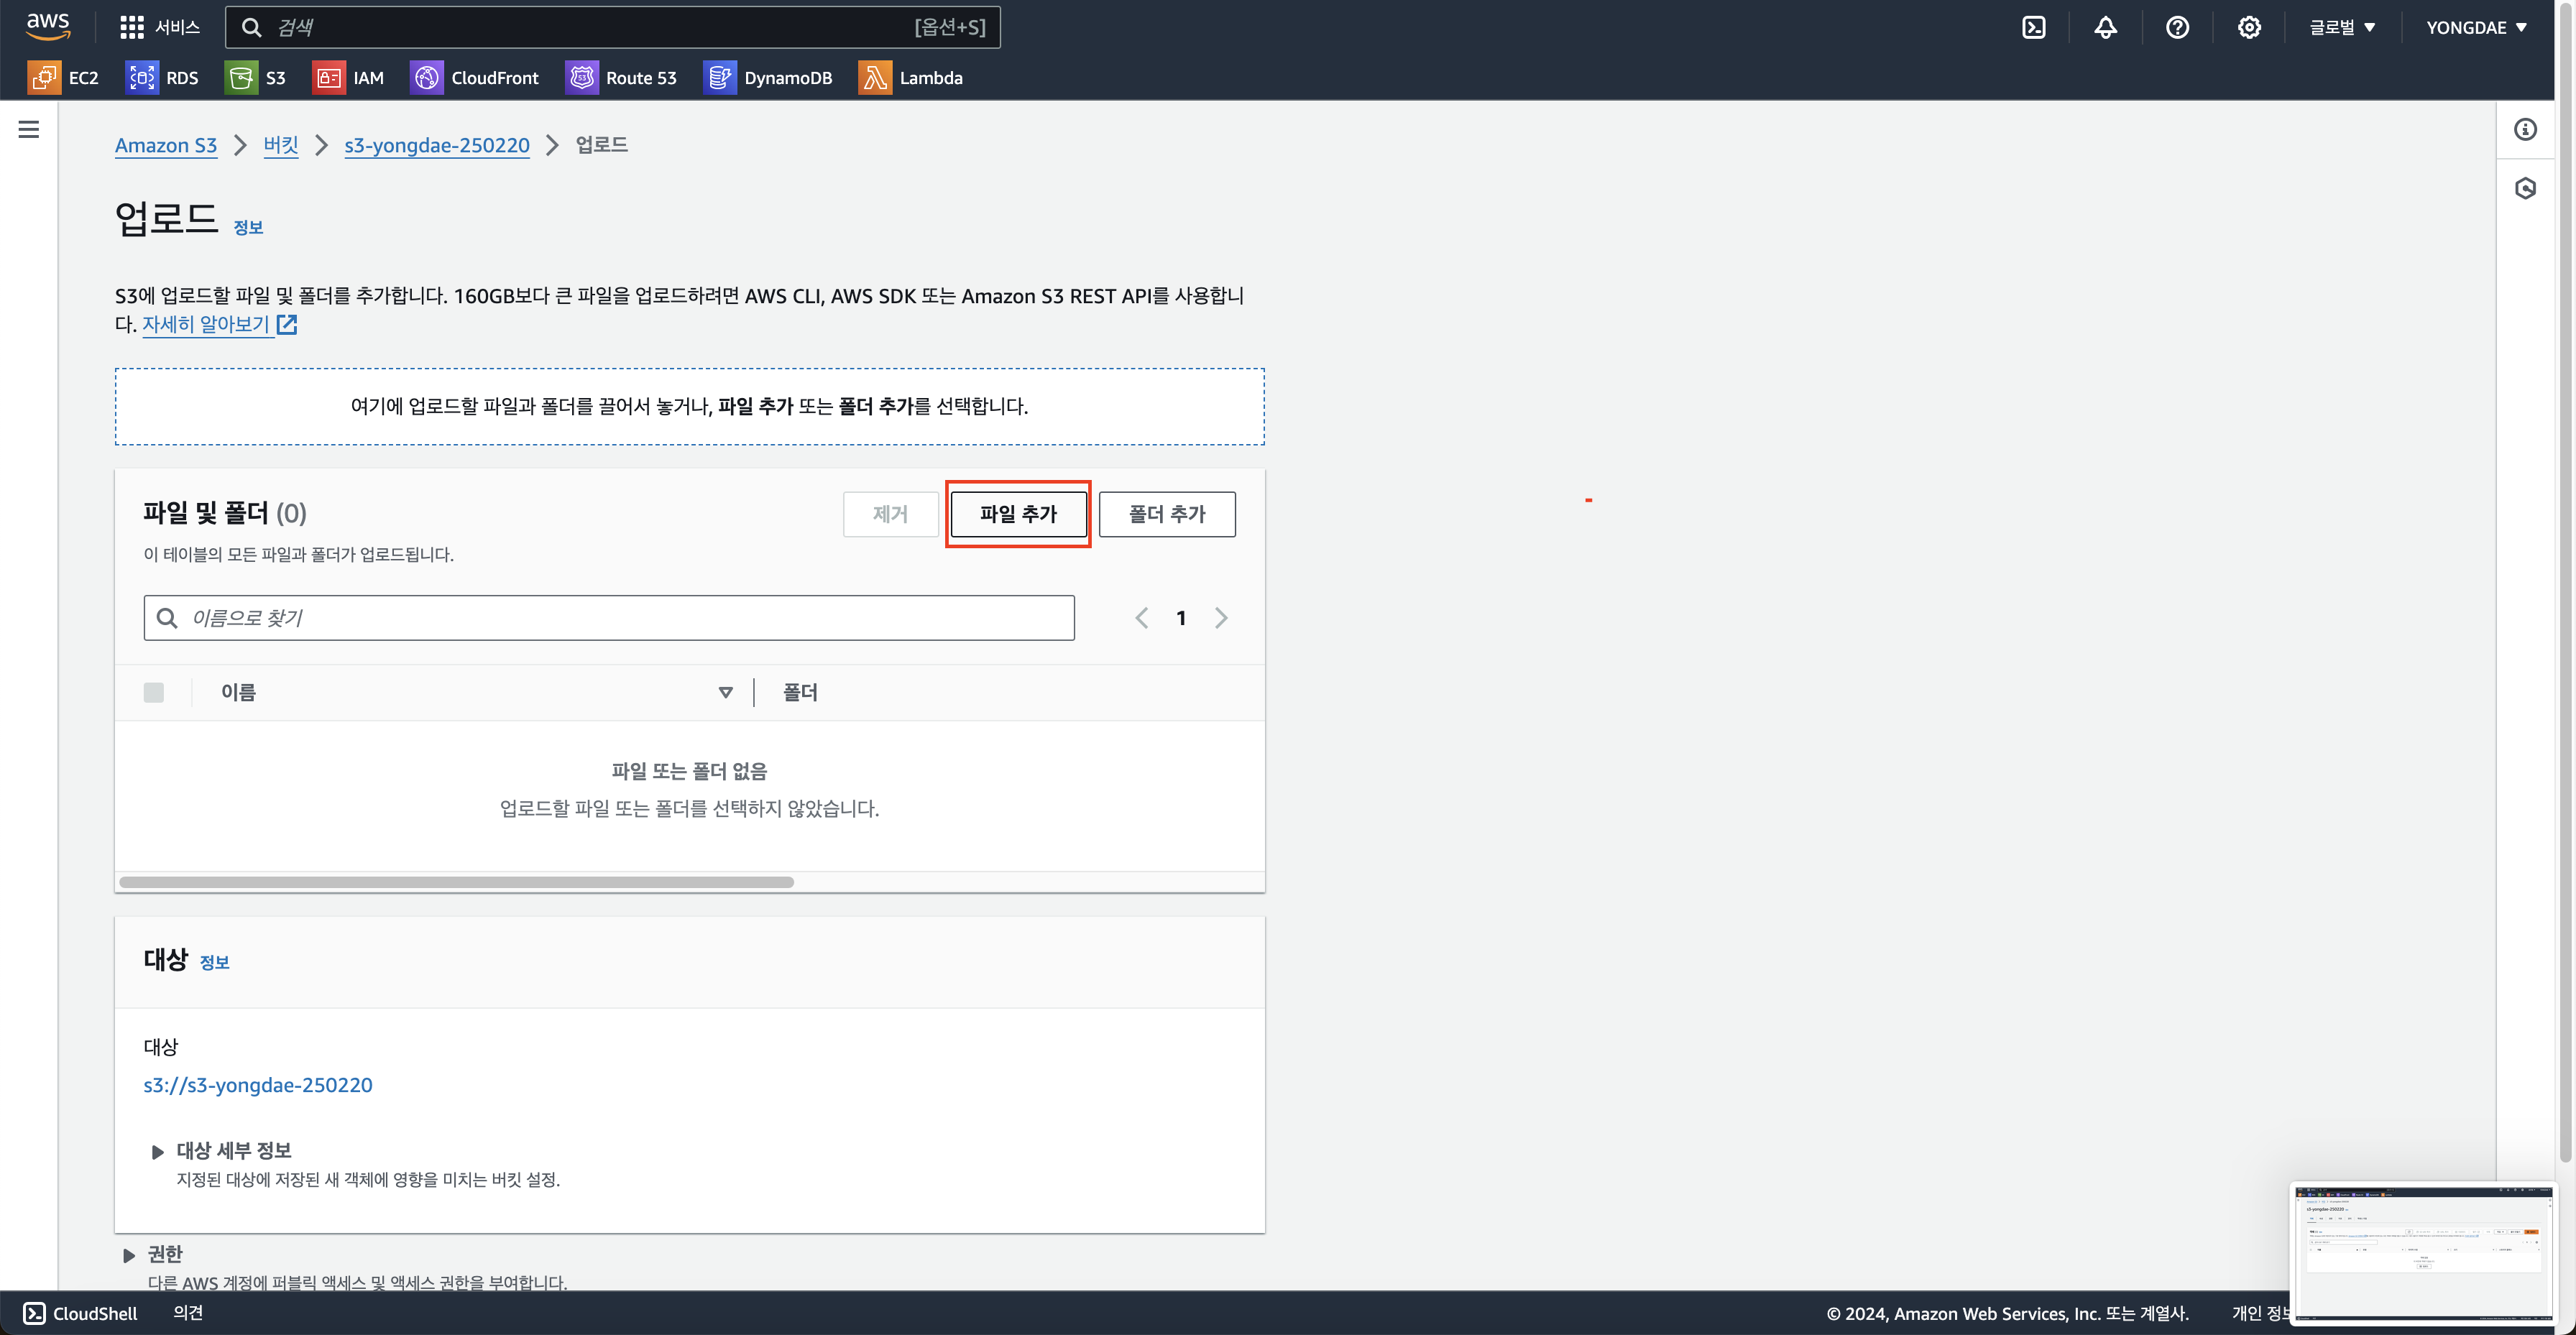 aws
서비스
검색
[옵션+S]
글로벌
YONGDAE
EC2
RDS
S3
IAM
CloudFront
Route 53
DynamoDB
Lambda
Amazon S3
버킷
s3-yongdae-250220
업로드
업로드 정보
S3에 업로드할 파일 및 폴더를 추가합니다. 160GB보다 큰 파일을 업로드하려면 AWS CLI, AWS SDK 또는 Amazon S3 REST API를 사용합니
다. 자세히 알아보기
여기에 업로드할 파일과 폴더를 끌어서 놓거나, 파일 추가 또는 폴더 추가를 선택합니다.
파일 및 폴더 (0)
제거
파일 추가
폴더 추가
이 테이블의 모든 파일과 폴더가 업로드됩니다.
이름으로 찾기
1
이름
폴더
파일 또는 폴더 없음
업로드할 파일 또는 폴더를 선택하지 않았습니다.
대상 정보
대상
s3://s3-yongdae-250220
대상 세부 정보
지정된 대상에 저장된 새 객체에 영향을 미치는 버킷 설정.
권한
다른 AWS 계정에 퍼블릭 액세스 및 액세스 권한을 부여합니다.
CloudShell
의견
© 2024, Amazon Web Services, Inc. 또는 계열사.
개인 정보